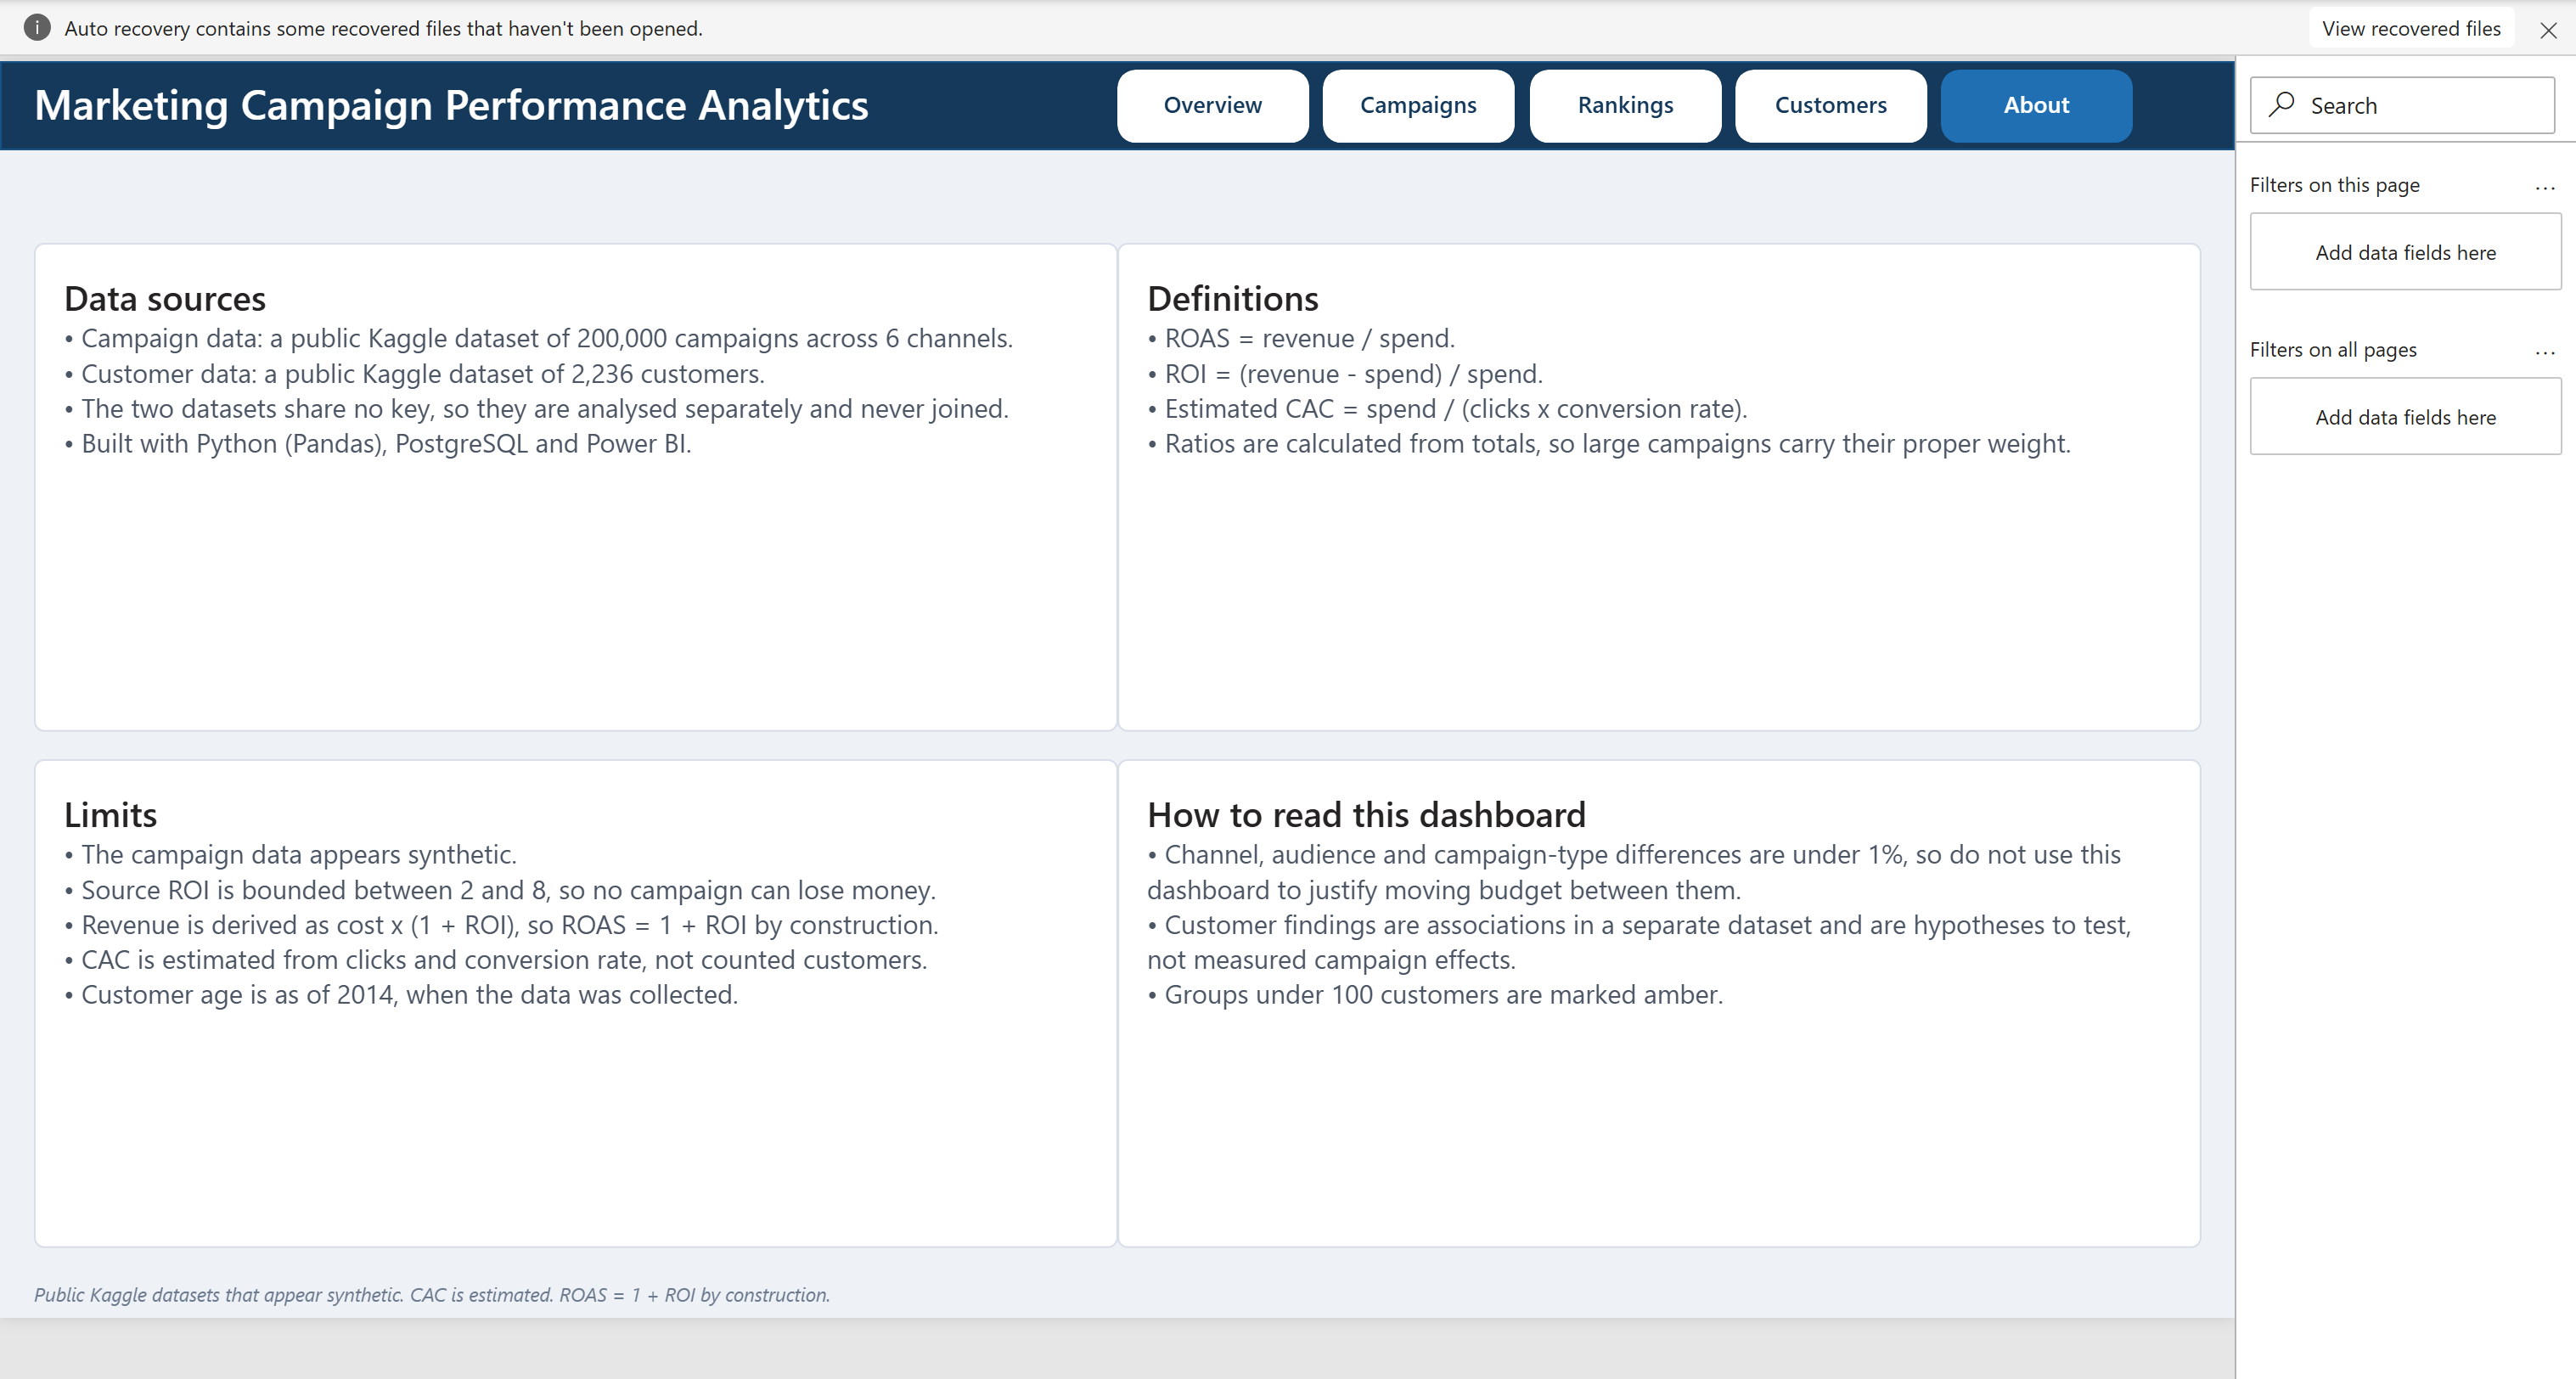 Auto recovery contains some recovered files that haven't been opened.
View recovered files
Marketing Campaign Performance Analytics
Overview
Campaigns
Rankings
Customers
About
Search
Filters on this page
...
Add data fields here
Filters on all pages
...
Add data fields here
Data sources
• Campaign data: a public Kaggle dataset of 200,000 campaigns across 6 channels.
• Customer data: a public Kaggle dataset of 2,236 customers.
• The two datasets share no key, so they are analysed separately and never joined.
• Built with Python (Pandas), PostgreSQL and Power BI.
Definitions
• ROAS = revenue / spend.
• ROI = (revenue - spend) / spend.
• Estimated CAC = spend / (clicks x conversion rate).
• Ratios are calculated from totals, so large campaigns carry their proper weight.
Limits
• The campaign data appears synthetic.
• Source ROI is bounded between 2 and 8, so no campaign can lose money.
• Revenue is derived as cost x (1 + ROI), so ROAS = 1 + ROI by construction.
• CAC is estimated from clicks and conversion rate, not counted customers.
• Customer age is as of 2014, when the data was collected.
How to read this dashboard
• Channel, audience and campaign-type differences are under 1%, so do not use this
dashboard to justify moving budget between them.
• Customer findings are associations in a separate dataset and are hypotheses to test,
not measured campaign effects.
• Groups under 100 customers are marked amber.
Public Kaggle datasets that appear synthetic. CAC is estimated. ROAS = 1 + ROI by construction.